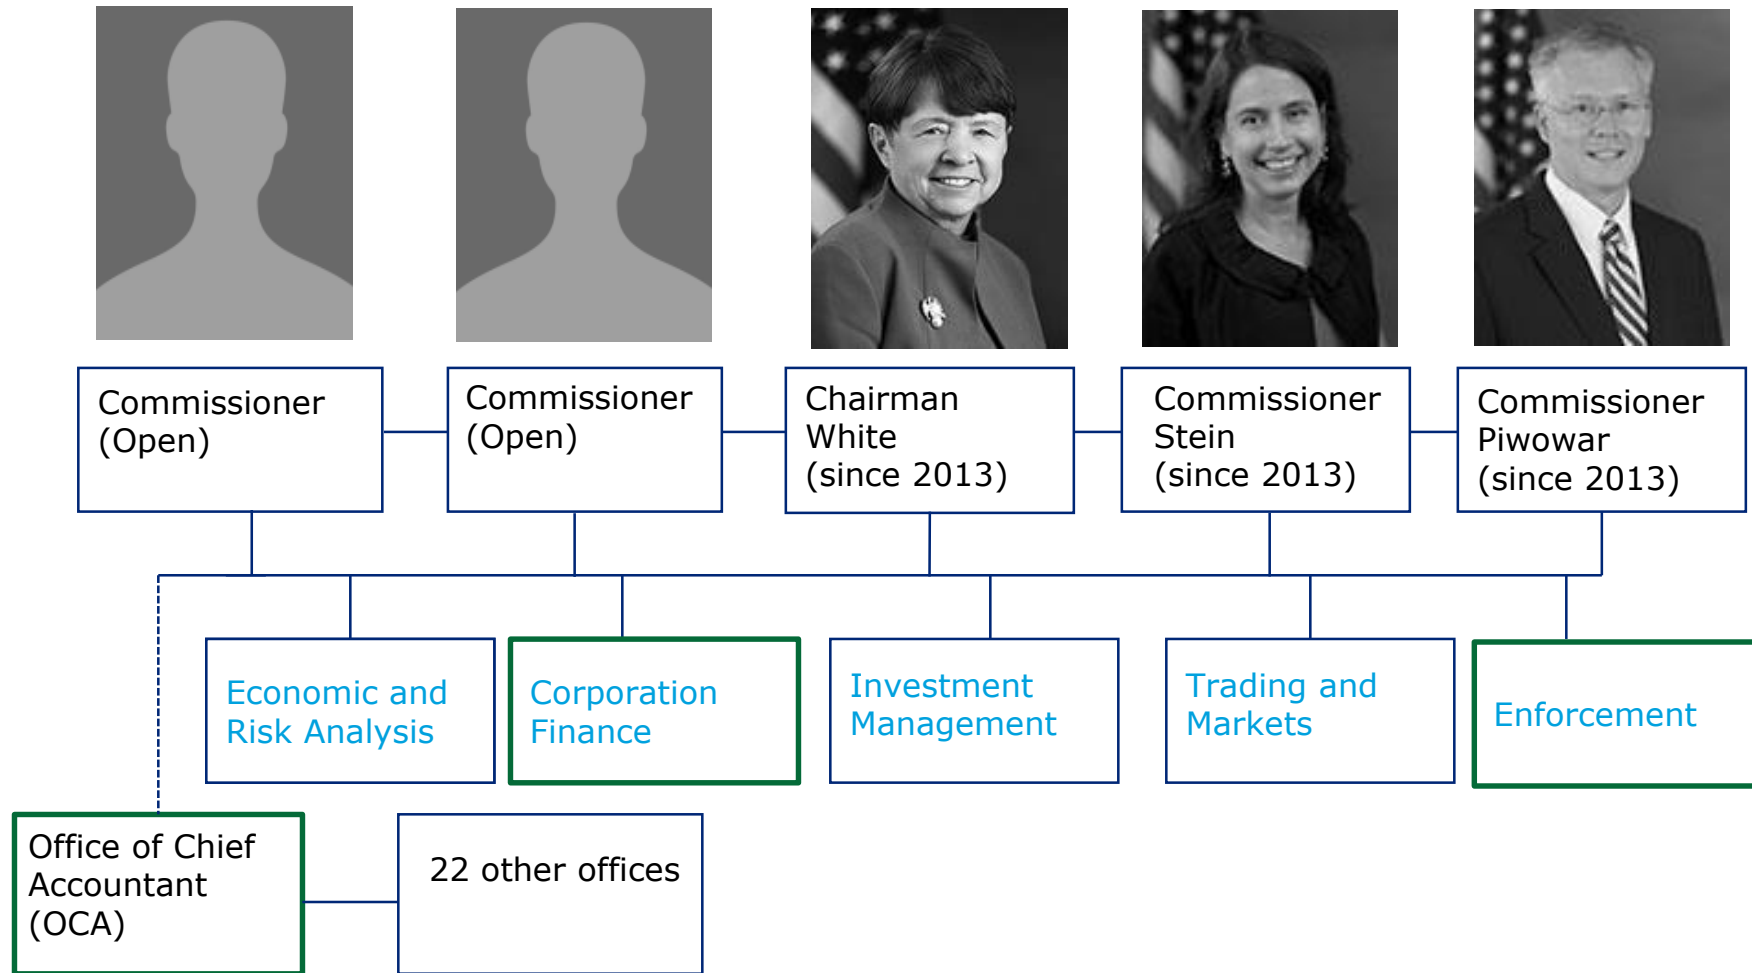 Commissioner
(Open)
Commissioner
(Open)
Chairman
White
(since 2013)
Commissioner
Stein
(since 2013)
Commissioner
Piwowar
(since 2013)
Economic and
Risk Analysis
Corporation
Finance
Investment
Management
Trading and
Markets
Enforcement
Office of Chief
Accountant
(OCA)
22 other offices